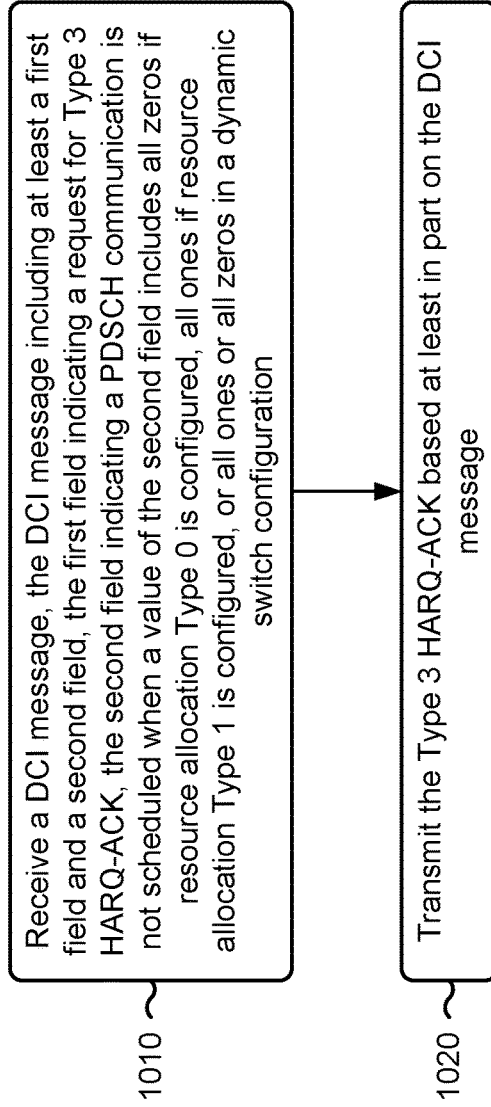 Receive a DCI message, the DCI message including at least a first
field and a second field, the first field indicating a request for Type 3
HARQ-ACK, the second field indicating a PDSCH communication is
not scheduled when a value of the second field includes all zeros if
resource allocation Type 0 is configured, all ones if resource
allocation Type 1 is configured, or all ones or all zeros in a dynamic
switch configuration
1010
Transmit the Type 3 HARQ-ACK based at least in part on the DCI
message
1020